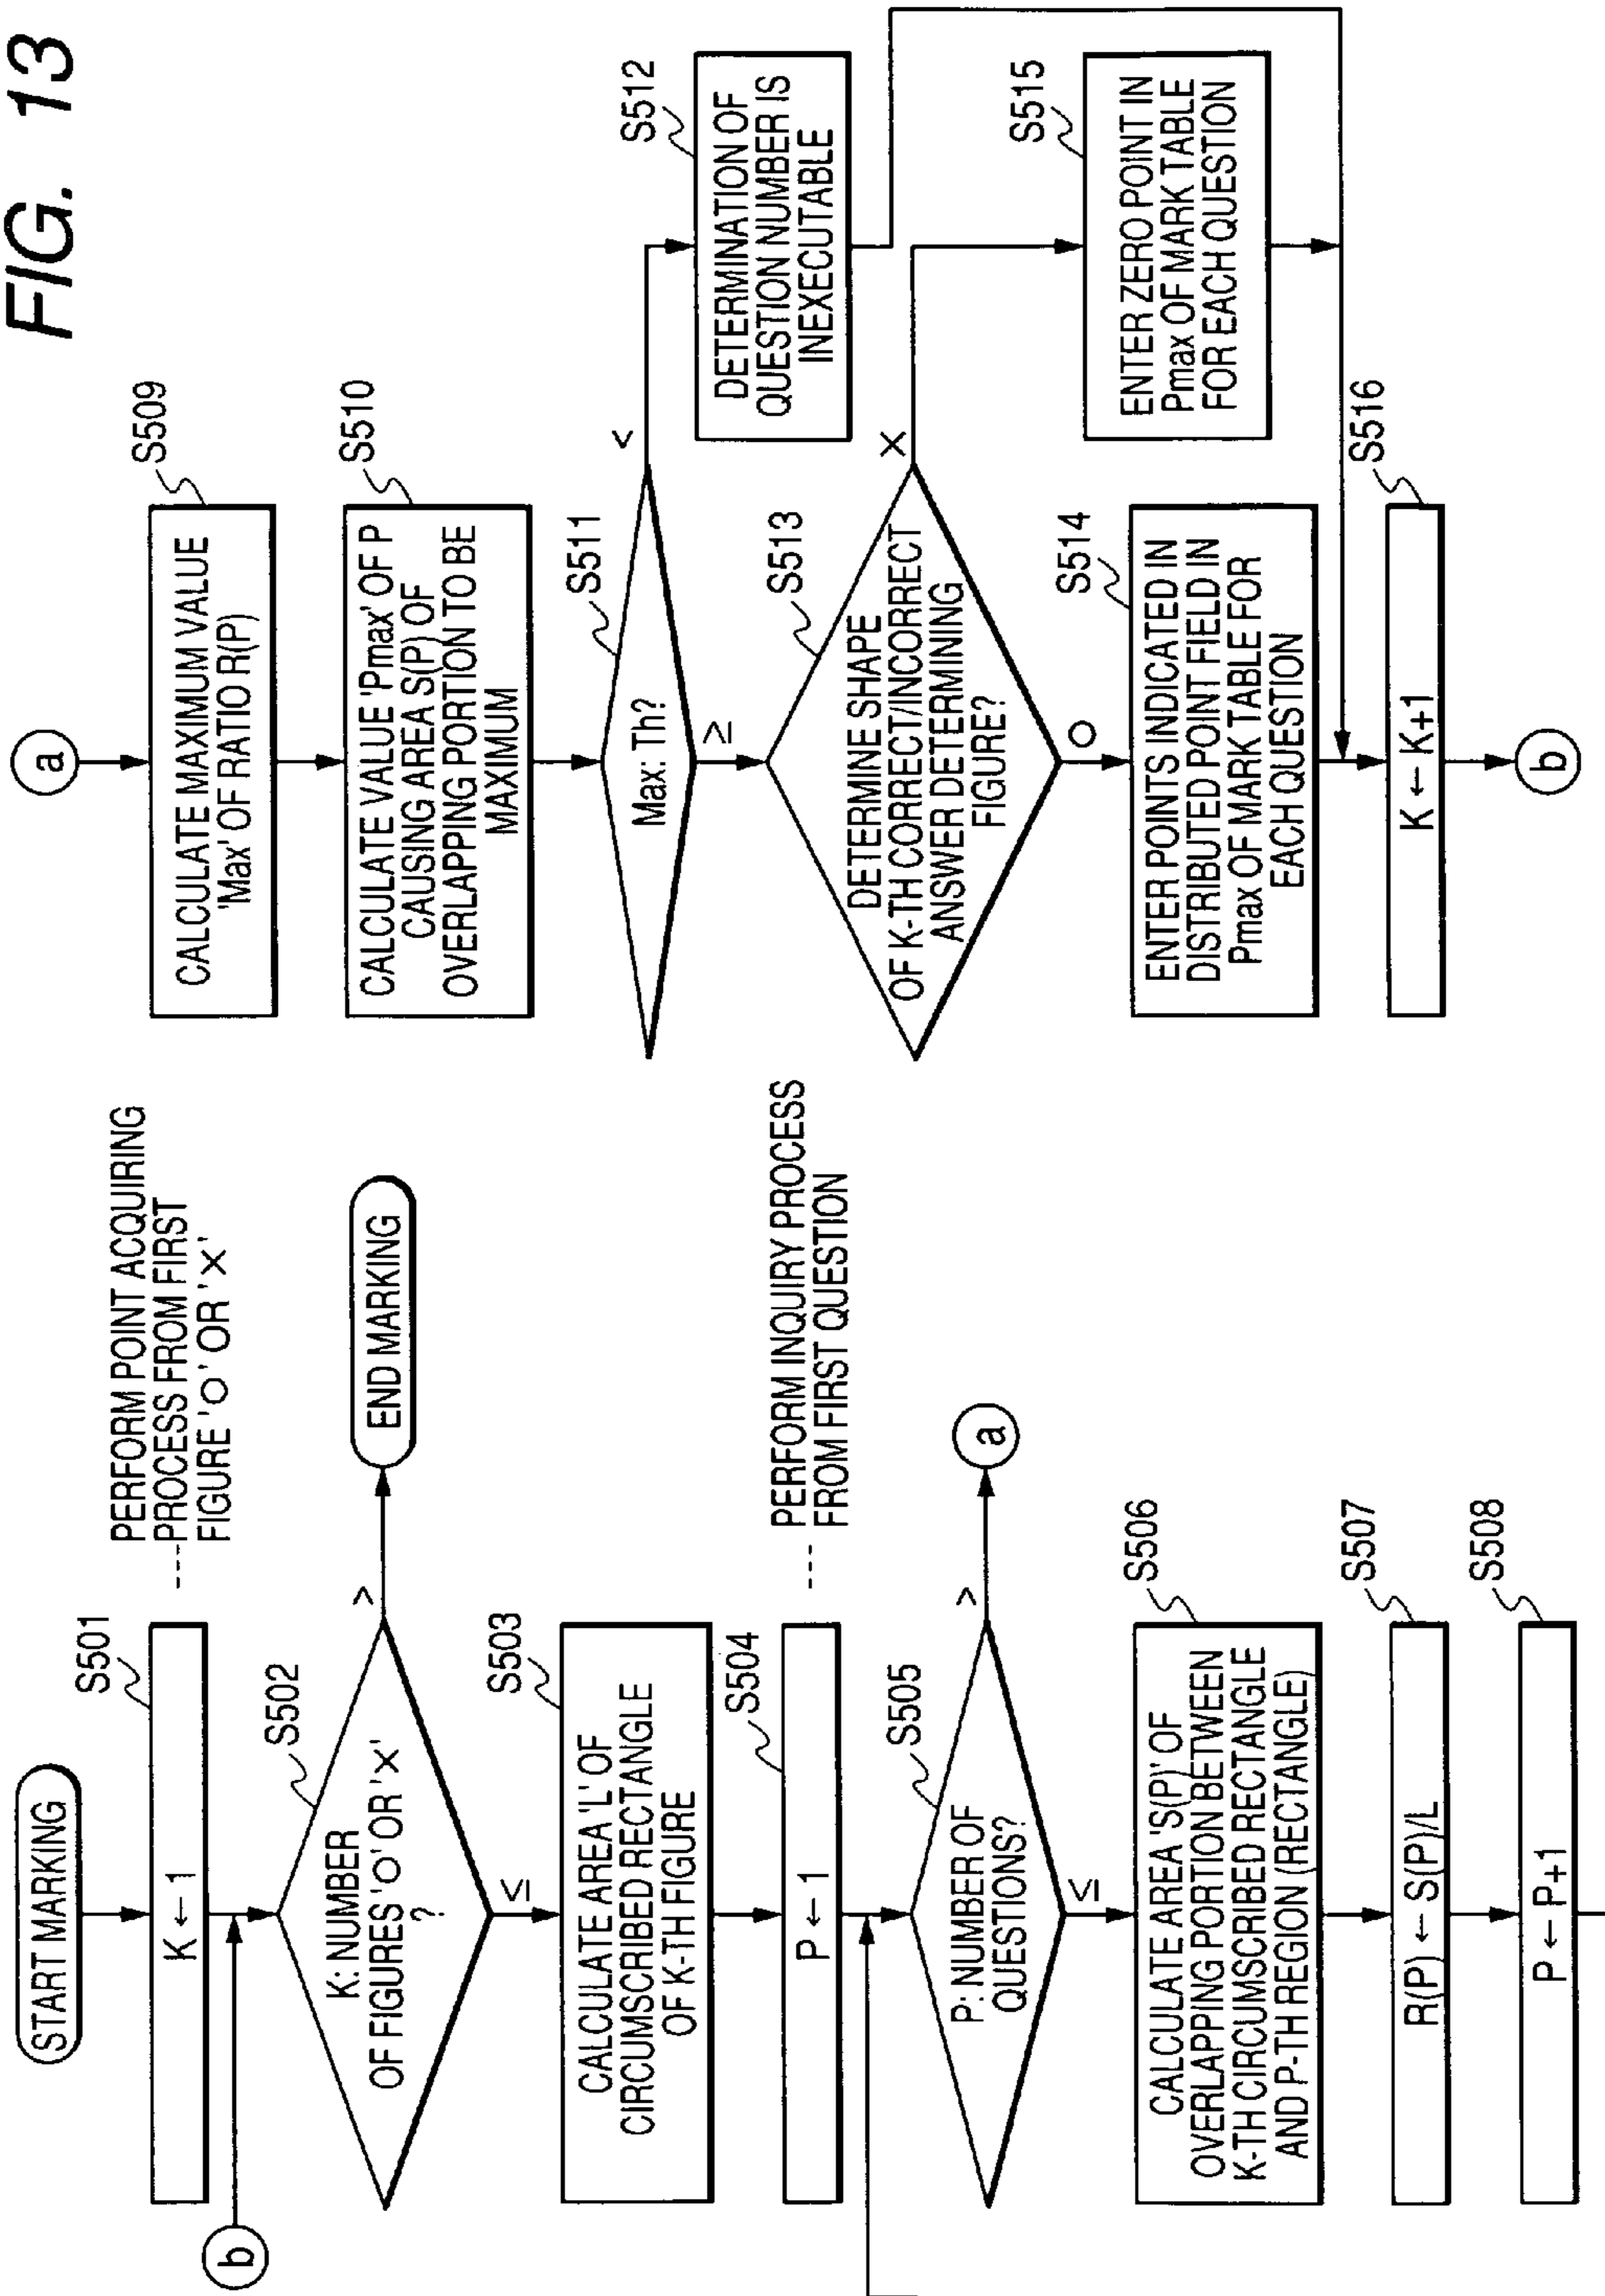 FIG. 13
START MARKING
S501
K ← 1
--- PERFORM POINT ACQUIRING
PROCESS FROM FIRST
FIGURE 'O' OR '×'
b
S502
K: NUMBER
OF FIGURES 'O' OR '×'
?
>
END MARKING
≤
S503
CALCULATE AREA 'L' OF
CIRCUMSCRIBED RECTANGLE
OF K-TH FIGURE
S504
P ← 1
--- PERFORM INQUIRY PROCESS
FROM FIRST QUESTION
S505
P: NUMBER OF
QUESTIONS?
>
a
≤
S506
CALCULATE AREA 'S(P)' OF
OVERLAPPING PORTION BETWEEN
K-TH CIRCUMSCRIBED RECTANGLE
AND P-TH REGION (RECTANGLE)
S507
R(P) ← S(P)/L
S508
P ← P+1
a
S509
CALCULATE MAXIMUM VALUE
'Max' OF RATIO R(P)
S510
CALCULATE VALUE 'Pmax' OF P
CAUSING AREA S(P) OF
OVERLAPPING PORTION TO BE
MAXIMUM
S511
Max: Th?
<
S512
DETERMINATION OF
QUESTION NUMBER IS
INEXECUTABLE
≥
S513
DETERMINE SHAPE
OF K-TH CORRECT/INCORRECT
ANSWER DETERMINING
FIGURE?
×
S515
ENTER ZERO POINT IN
Pmax OF MARK TABLE
FOR EACH QUESTION
O
S514
ENTER POINTS INDICATED IN
DISTRIBUTED POINT FIELD IN
Pmax OF MARK TABLE FOR
EACH QUESTION
S516
K ← K+1
b